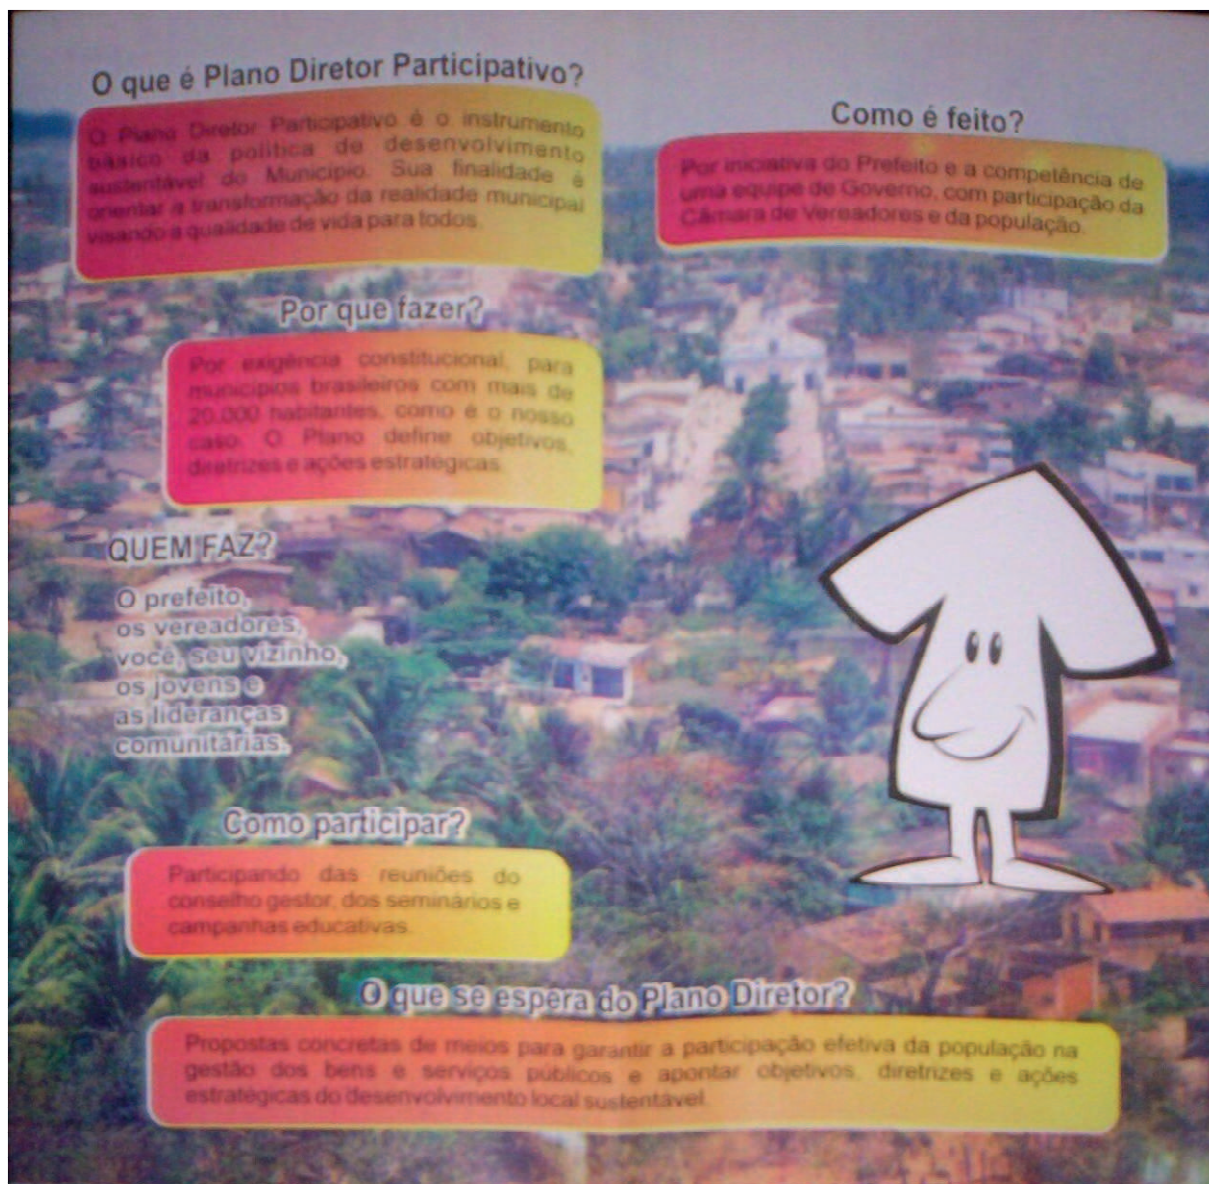 O que é Plano Diretor Participativo?
O Plano Diretor Participativo é o instrumento
básico da política de desenvolvimento
sustentável do Município. Sua finalidade é
orientar a transformação da realidade municipal
visando a qualidade de vida para todos.
Como é feito?
Por iniciativa do Prefeito e a competência de
uma equipe de Governo, com participação da
Câmara de Vereadores e da população.
Por que fazer?
Por exigência constitucional, para
municípios brasileiros com mais de
20.000 habitantes, como é o nosso
caso. O Plano define objetivos,
diretrizes e ações estratégicas.
QUEM FAZ?
O prefeito,
os vereadores,
você, seu vizinho,
os jovens e
as lideranças
comunitárias.
Como participar?
Participando das reuniões do
conselho gestor, dos seminários e
campanhas educativas.
O que se espera do Plano Diretor?
Propostas concretas de meios para garantir a participação efetiva da população na
gestão dos bens e serviços públicos e apontar objetivos, diretrizes e ações
estratégicas do desenvolvimento local sustentável.